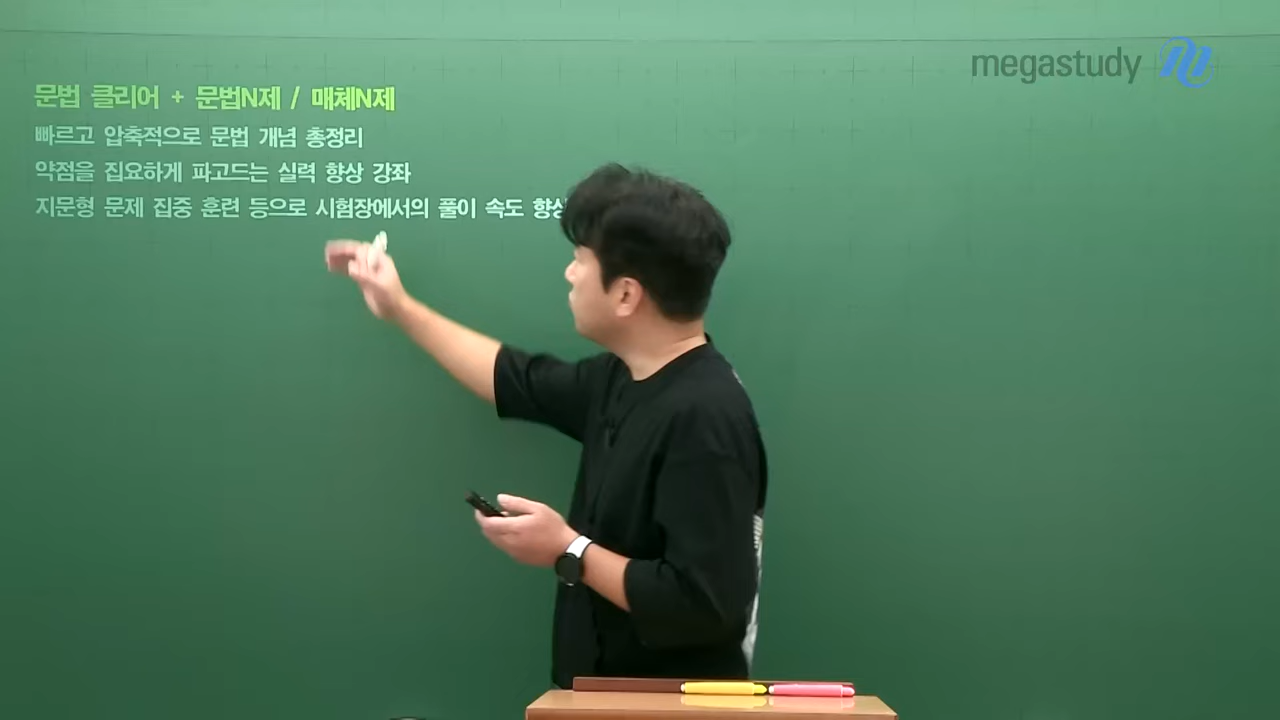 megastudy
문법 클리어 + 문법N제 / 매체N제
빠르고 압축적으로 문법 개념 총정리
약점을 집요하게 파고드는 실력 향상 강좌
지문형 문제 집중 훈련 등으로 시험장에서의 풀이 속도